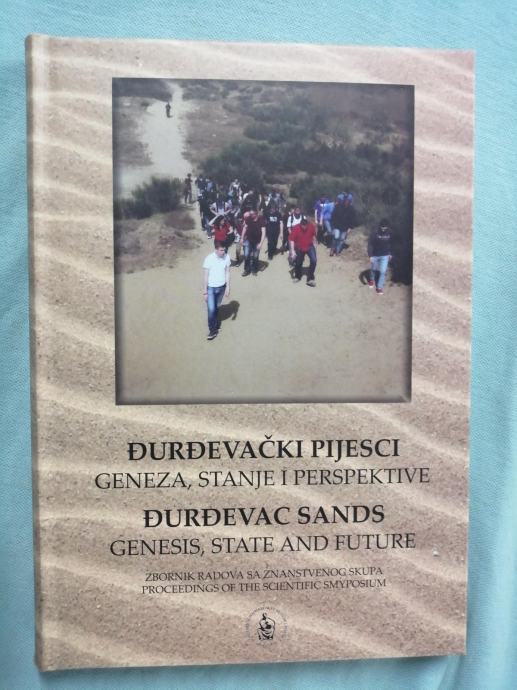 ĐURĐEVAČKI PIJESCI
GENEZA, STANJE I PERSPEKTIVE
ĐURĐEVAC SANDS
GENESIS, STATE AND FUTURE
ZBORNIK RADOVA SA ZNANSTVENOG SKUPA
PROCEEDINGS OF THE SCIENTIFIC SMYPOSIUM